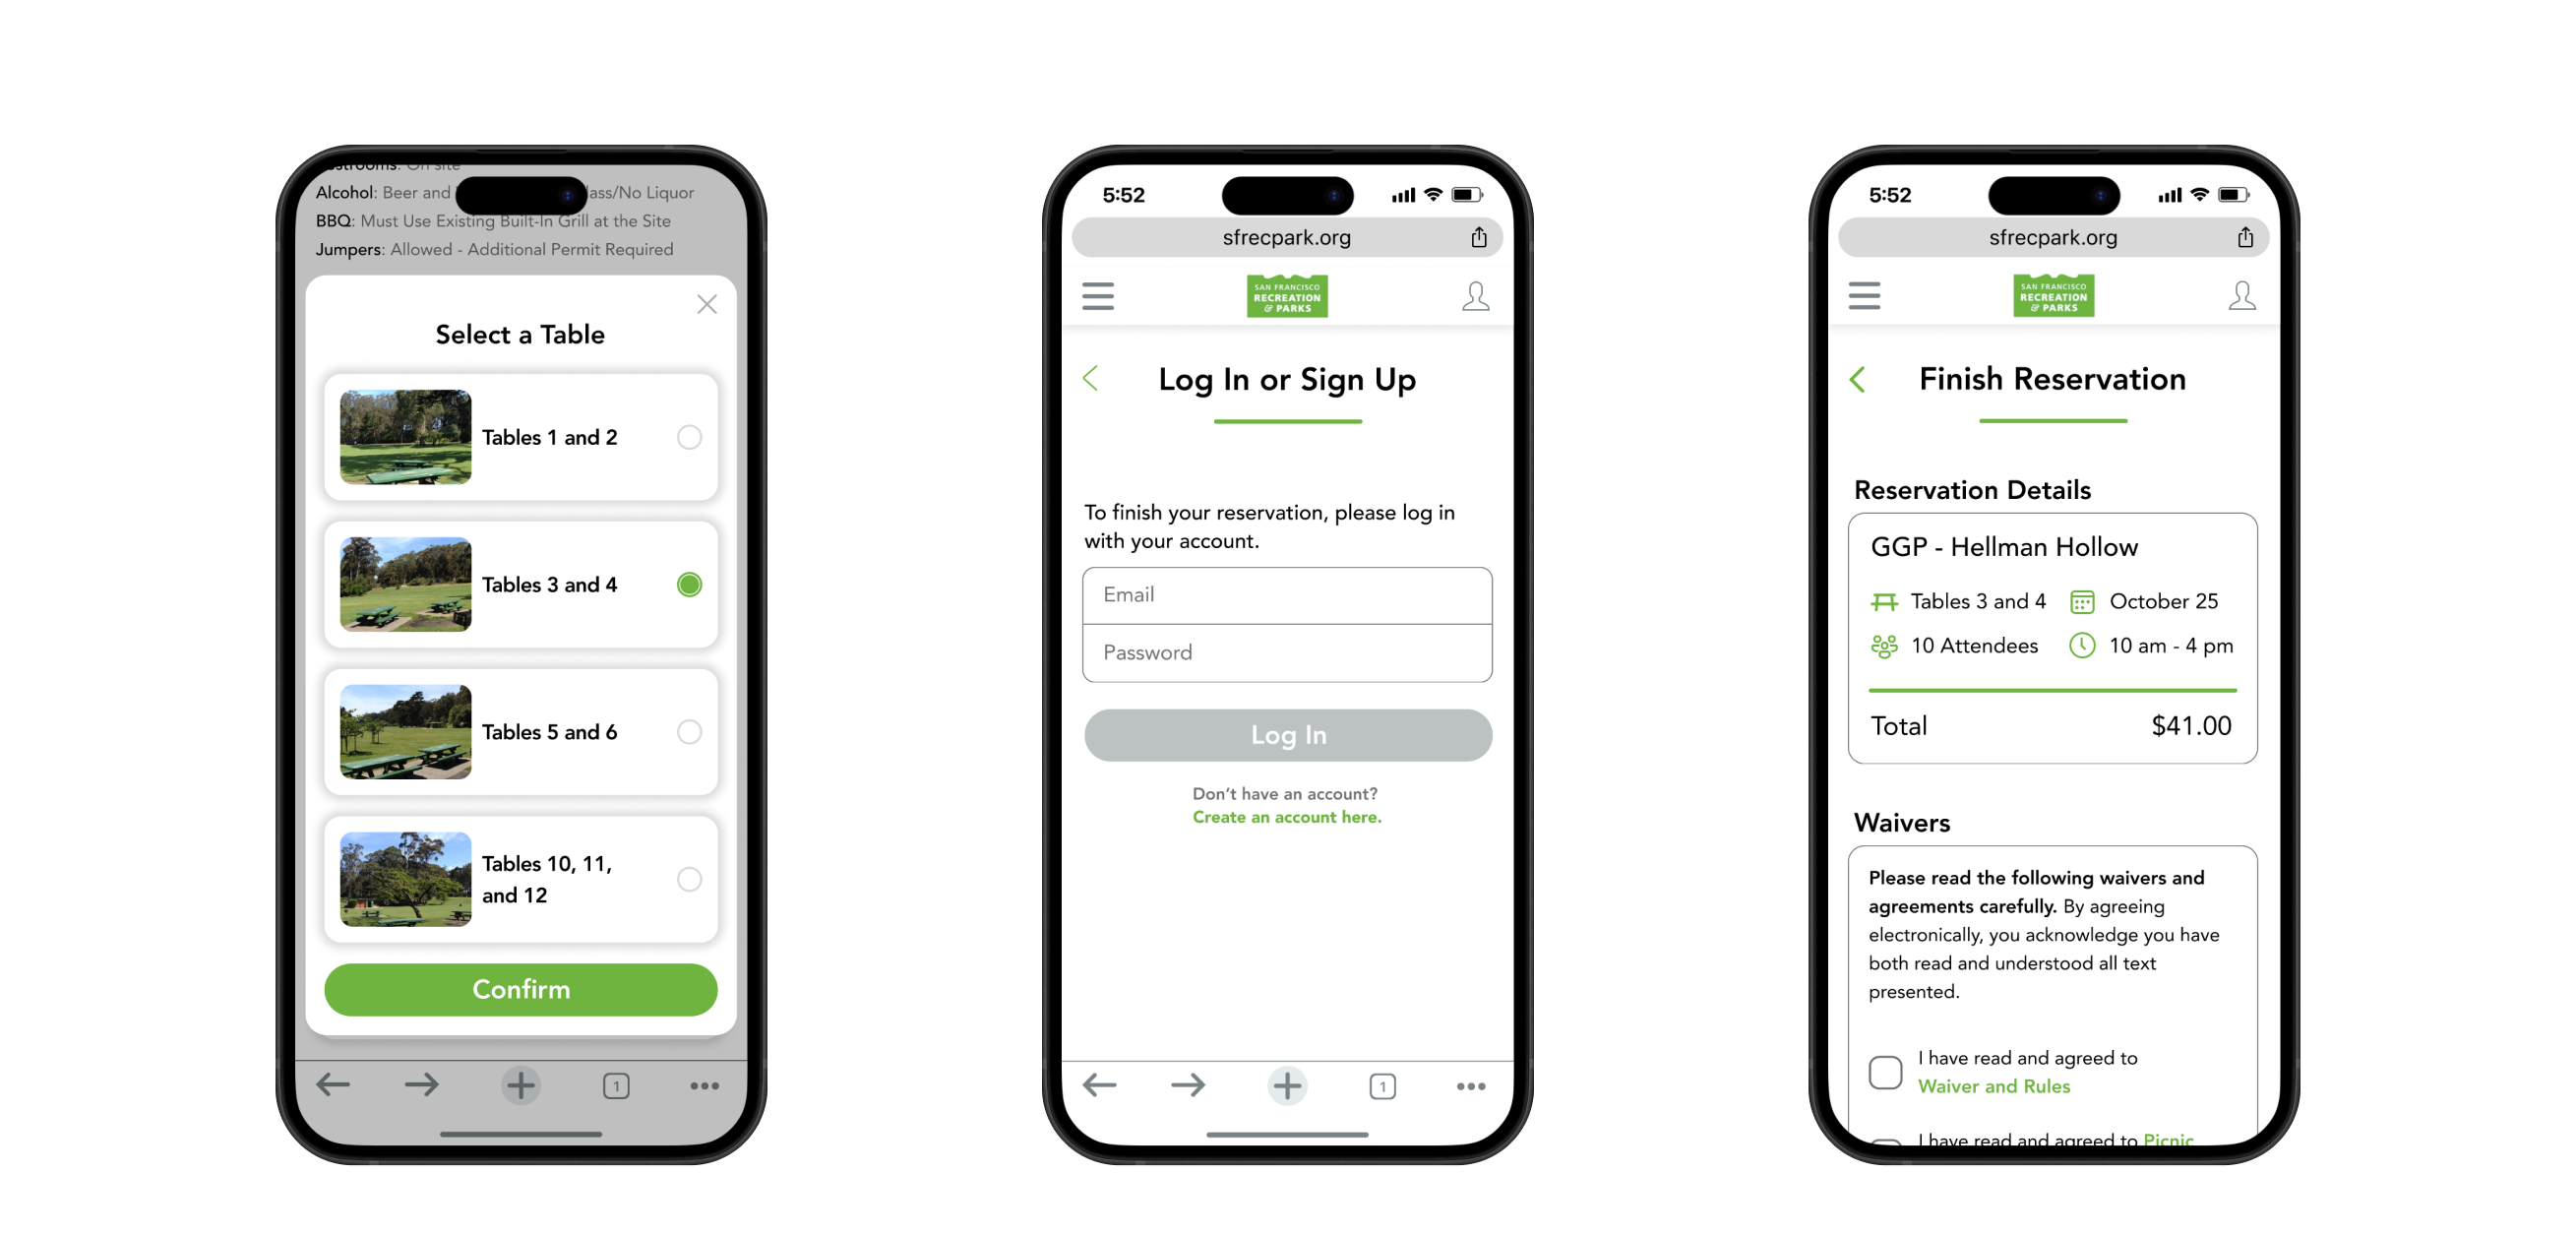 Restrooms: On site
Alcohol: Beer and lass/No Liquor
BBQ: Must Use Existing Built-In Grill at the Site
Jumpers: Allowed - Additional Permit Required
Select a Table
Tables 1 and 2
Tables 3 and 4
Tables 5 and 6
Tables 10, 11,
and 12
Confirm
1
5:52
sfrecpark.org
SAN FRANCISCO
RECREATION
& PARKS
Log In or Sign Up
To finish your reservation, please log in
with your account.
Email
Password
Log In
Don't have an account?
Create an account here.
1
5:52
sfrecpark.org
SAN FRANCISCO
RECREATION
& PARKS
Finish Reservation
Reservation Details
GGP - Hellman Hollow
Tables 3 and 4
October 25
10 Attendees
10 am - 4 pm
Total $41.00
Waivers
Please read the following waivers and
agreements carefully. By agreeing
electronically, you acknowledge you have
both read and understood all text
presented.
I have read and agreed to
Waiver and Rules
I have read and agreed to Picnic